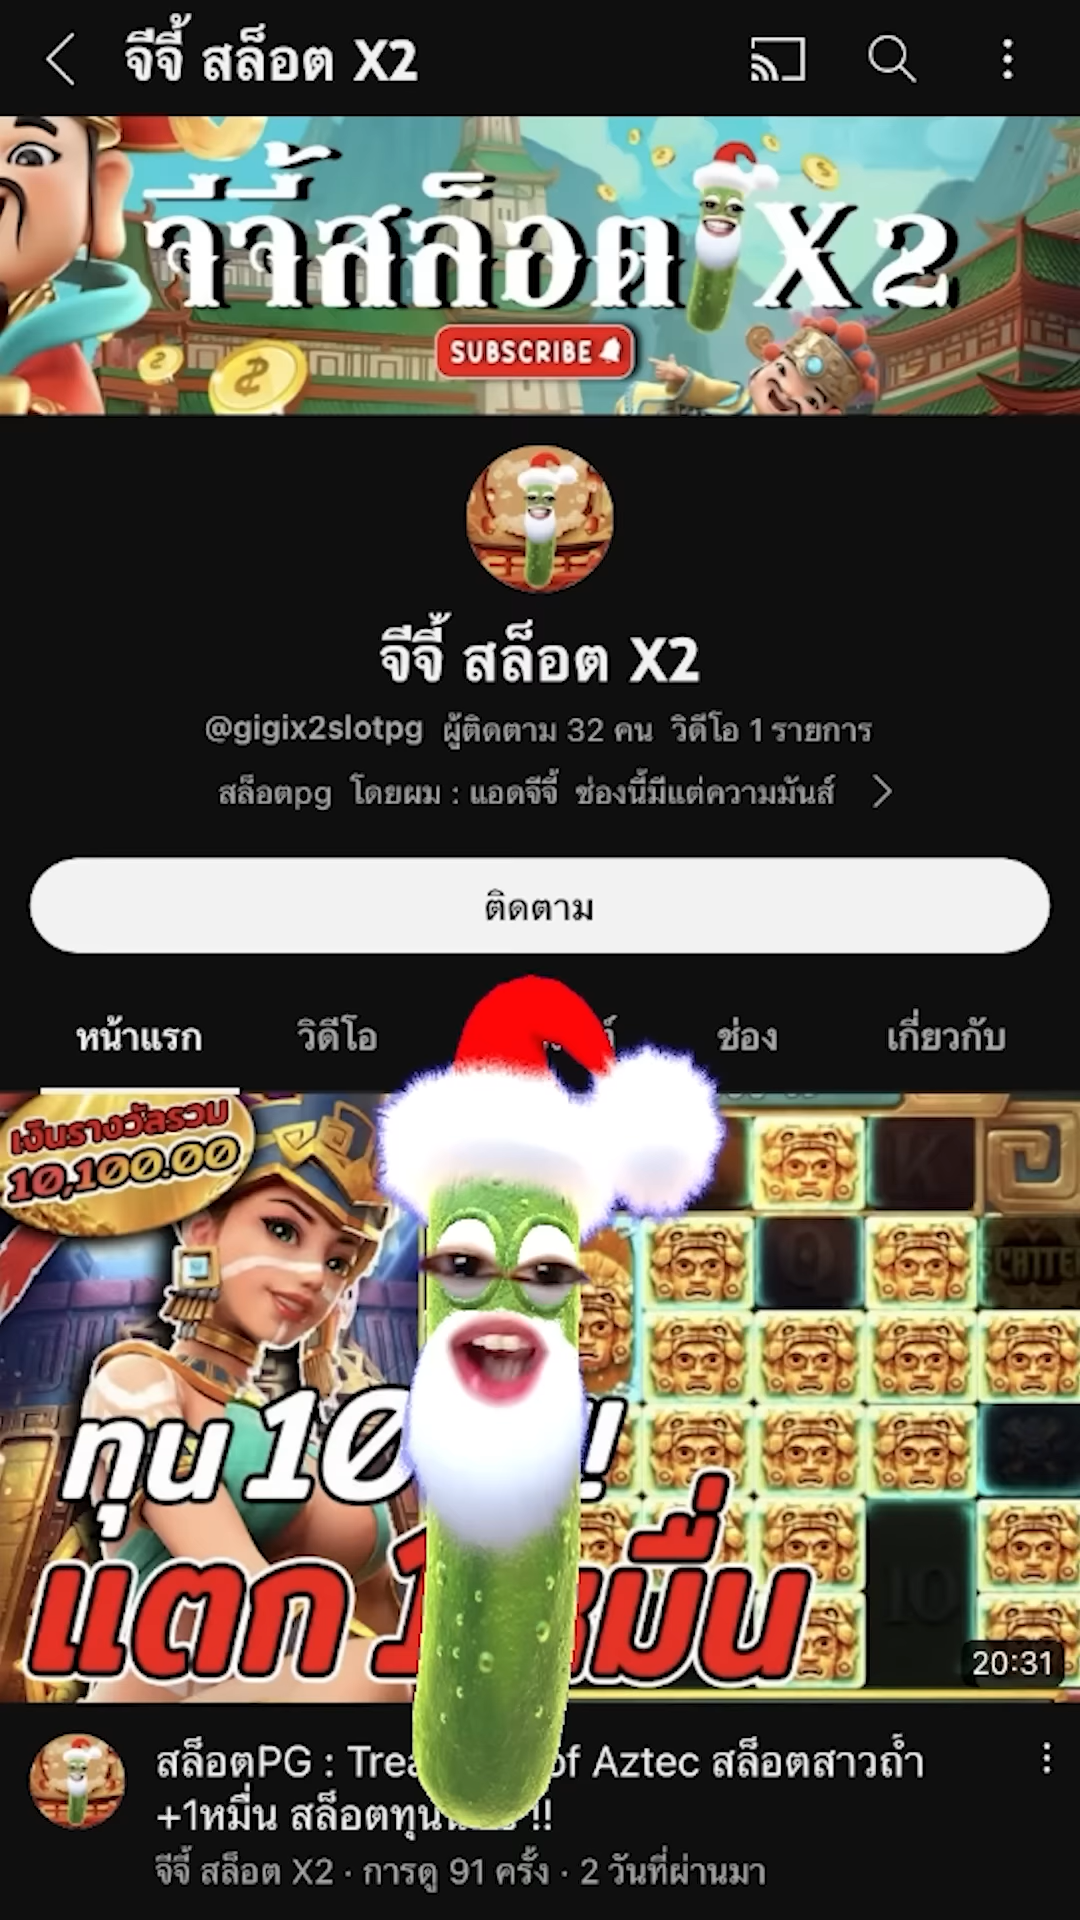 จีจี้ สล็อต X2
จีจี้สล็อต X2
SUBSCRIBE
จีจี้ สล็อต X2
@gigix2slotpg ผู้ติดตาม 32 คน วิดีโอ 1 รายการ
สล็อตpg โดยผม : แอดจีจี้ ช่องนี้มีแต่ความมันส์
ติดตาม
หน้าแรก วิดีโอ ช่อง เกี่ยวกับ
เงินรางวัลรวม
10,100.00
ทุน 10 !
แตก 1หมื่น
K
10
20:31
สล็อตPG : of Aztec สล็อตสาวถ้ำ
+1หมื่น !!
จีจี้ สล็อต X2 · การดู 91 ครั้ง · 2 วันที่ผ่านมา